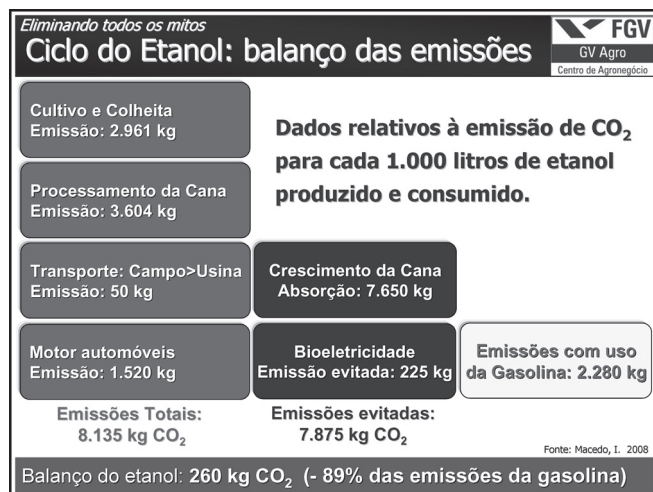 Eliminando todos os mitos
Ciclo do Etanol: balanço das emissões
FGV
GV Agro
Centro de Agronegócio
Cultivo e Colheita
Emissão: 2.961 kg
Dados relativos à emissão de CO₂
para cada 1.000 litros de etanol
produzido e consumido.
Processamento da Cana
Emissão: 3.604 kg
Transporte: Campo>Usina
Emissão: 50 kg
Crescimento da Cana
Absorção: 7.650 kg
Motor automóveis
Emissão: 1.520 kg
Bioeletricidade
Emissão evitada: 225 kg
Emissões com uso
da Gasolina: 2.280 kg
Emissões Totais:
8.135 kg CO₂
Emissões evitadas:
7.875 kg CO₂
Fonte: Macedo, I. 2008
Balanço do etanol: 260 kg CO₂ (- 89% das emissões da gasolina)